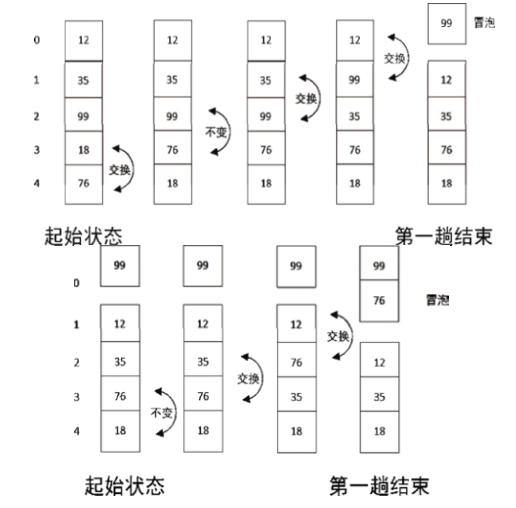 99 冒泡
0 12 12 12 12
交换
1 35 35 35 99 12
交换
2 99 99 99 35 35
不变
3 18 76 76 76 76
交换
4 76 18 18 18 18
起始状态 第一趟结束
99 99 99 99
0
76 冒泡
1 12 12 12
交换
2 35 35 76 12
交换
3 76 76 35 35
不变
4 18 18 18 18
起始状态 第一趟结束